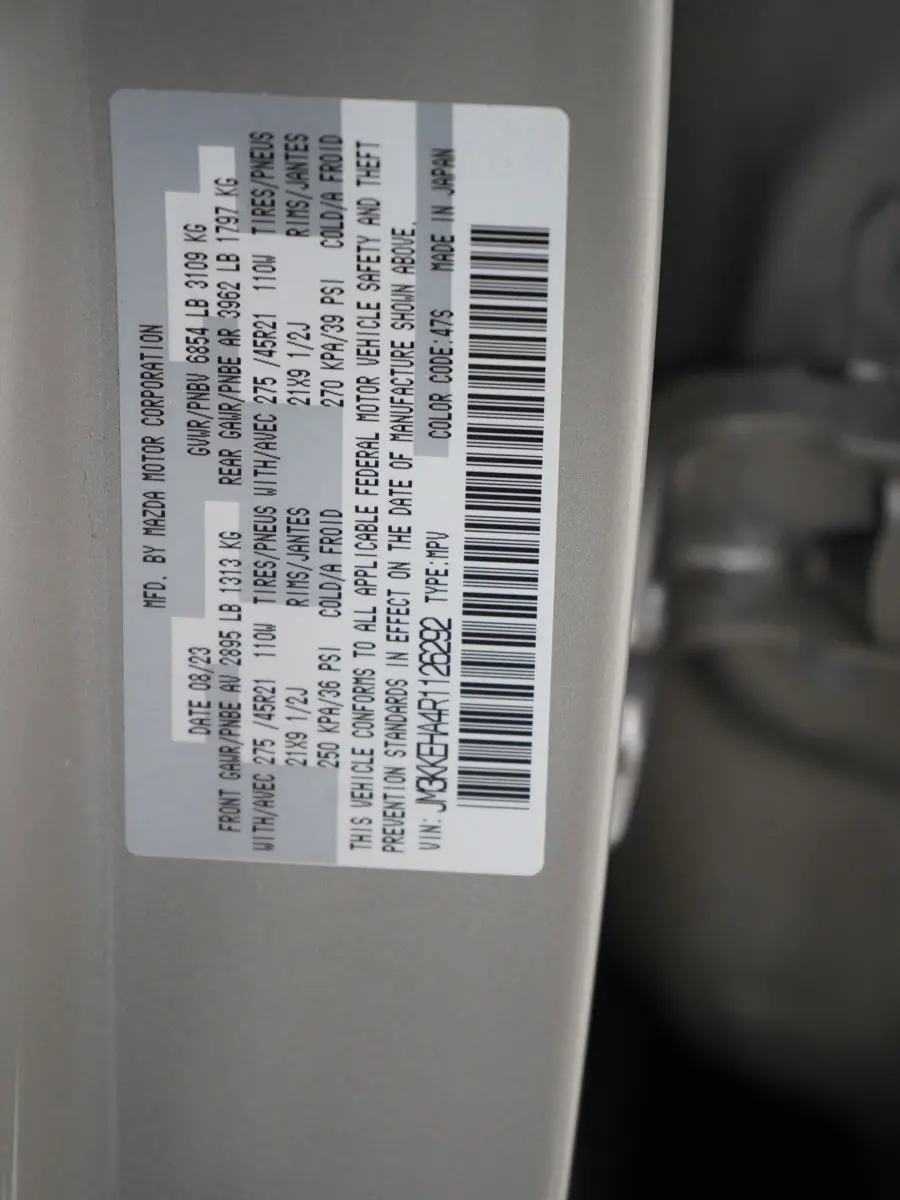 MFD. BY MAZDA MOTOR CORPORATION
DATE 08/23 GVWR/PNBV 6854 LB 3109 KG
FRONT GAWR/PNBE AV 2895 LB 1313 KG REAR GAWR/PNBE AR 3962 LB 1797 KG
WITH/AVEC 275 /45R21 110W TIRES/PNEUS WITH/AVEC 275 /45R21 110W TIRES/PNEUS
21X9 1/2J RIMS/JANTES 21X9 1/2J RIMS/JANTES
250 KPA/36 PSI COLD/A FROID 270 KPA/39 PSI COLD/A FROID
THIS VEHICLE CONFORMS TO ALL APPLICABLE FEDERAL MOTOR VEHICLE SAFETY AND THEFT
PREVENTION STANDARDS IN EFFECT ON THE DATE OF MANUFACTURE SHOWN ABOVE.
VIN: JM3KKEHA4R1126292 TYPE:MPV COLOR CODE:47S MADE IN JAPAN